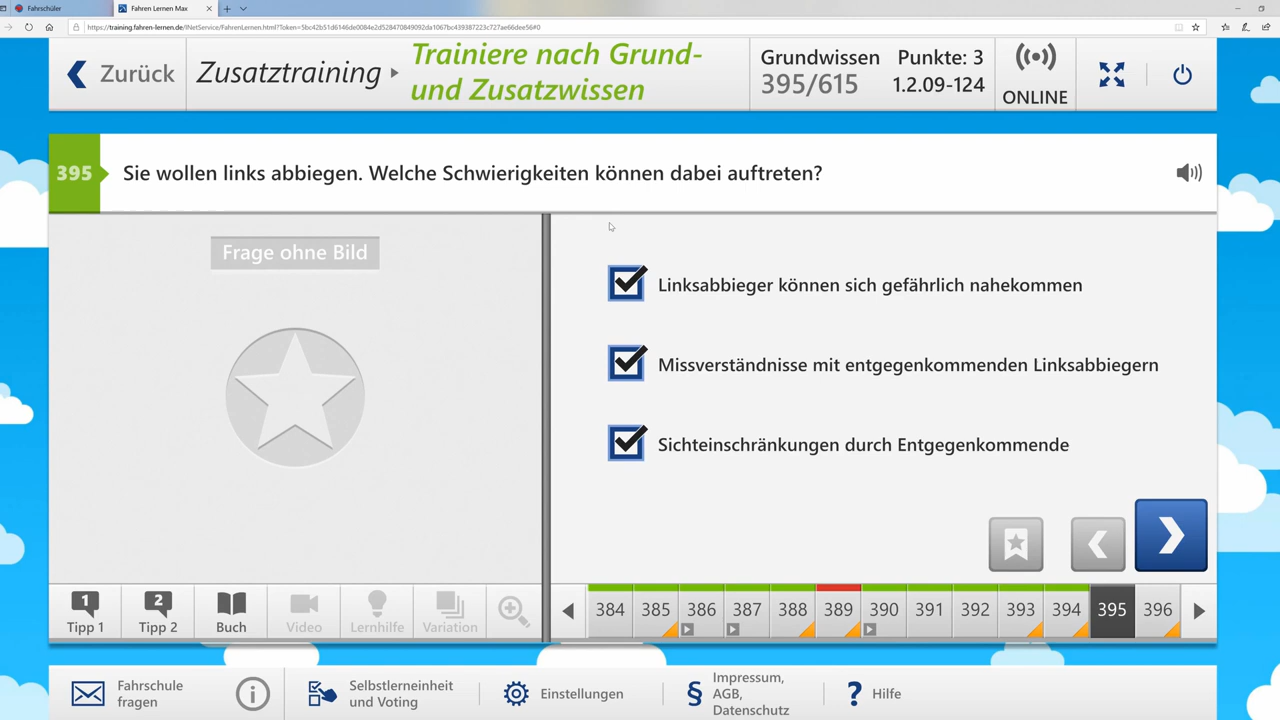 Fahrschüler
Fahren Lernen Max
Zurück
Zusatztraining
Trainiere nach Grund-
und Zusatzwissen
Grundwissen
395/615
Punkte: 3
1.2.09-124
ONLINE
395
Sie wollen links abbiegen. Welche Schwierigkeiten können dabei auftreten?
Frage ohne Bild
Linksabbieger können sich gefährlich nahekommen
Missverständnisse mit entgegenkommenden Linksabbiegern
Sichteinschränkungen durch Entgegenkommende
1
Tipp 1
2
Tipp 2
Buch
Video
Lernhilfe
Variation
384 385 386 387 388 389 390 391 392 393 394 395 396
Fahrschule
fragen
Selbstlerneinheit
und Voting
Einstellungen
§
Impressum,
AGB,
Datenschutz
?
Hilfe